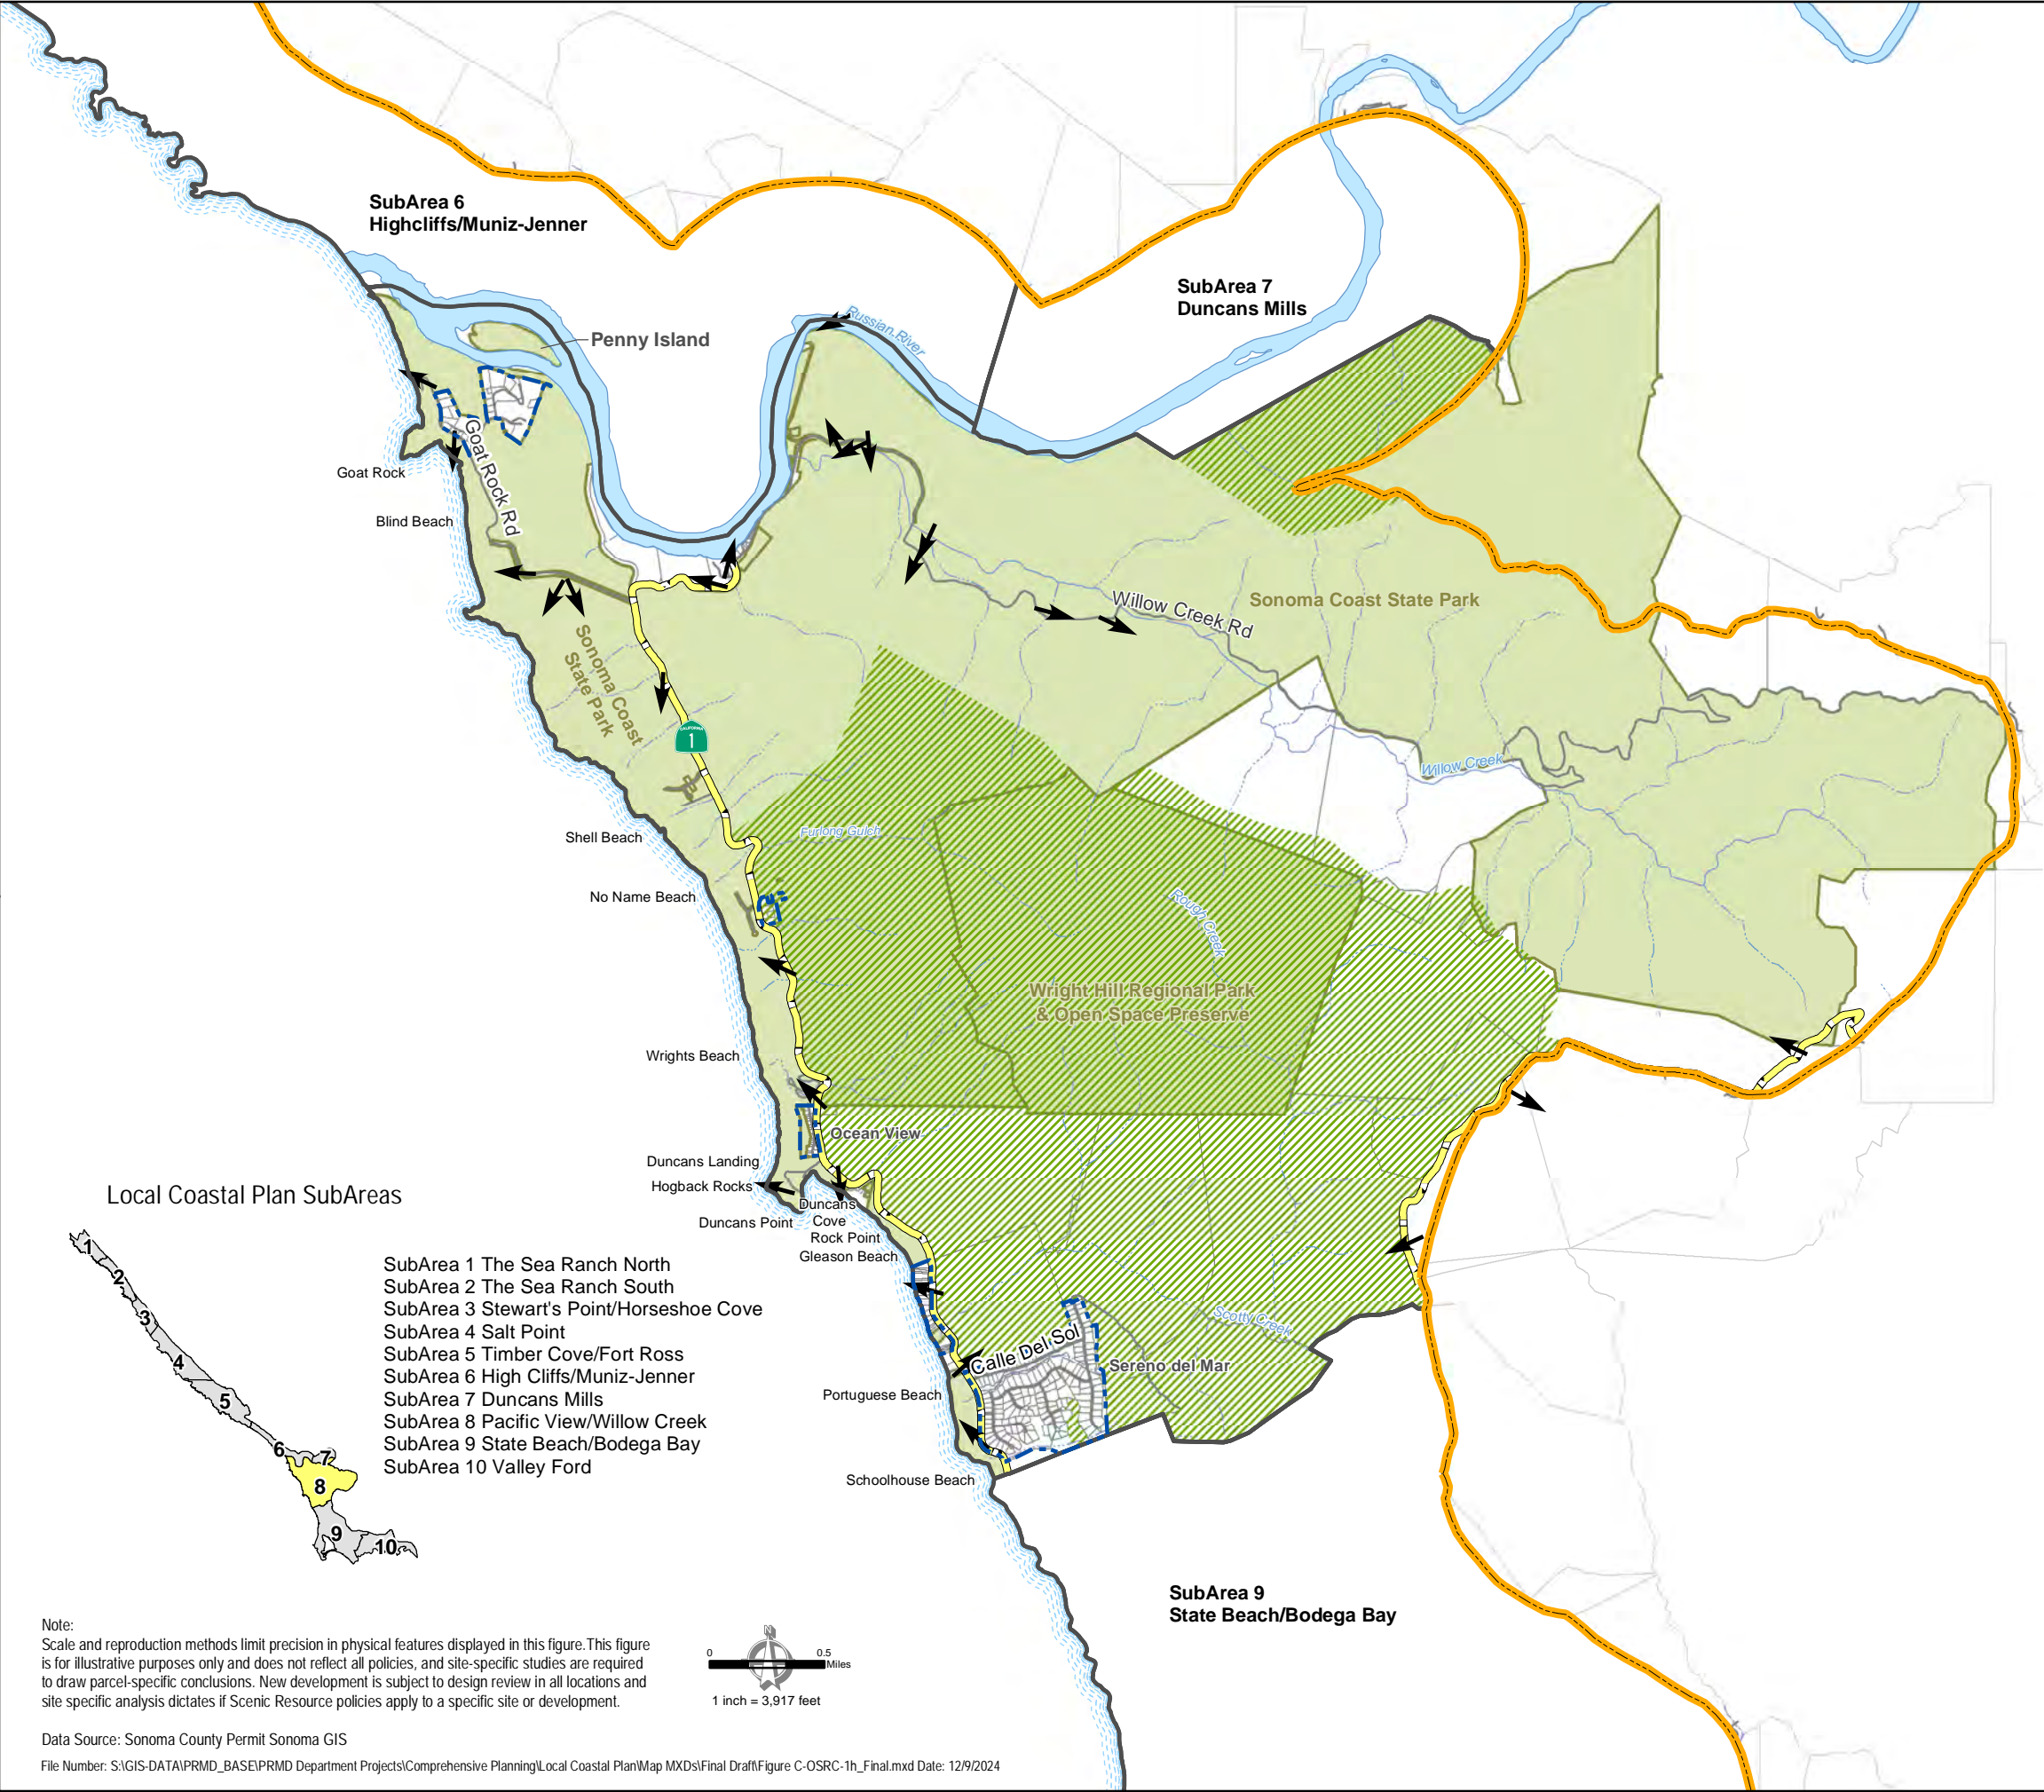 SubArea 6
Highcliffs/Muniz-Jenner
SubArea 7
Duncans Mills
Russian River
Penny Island
Goat Rock Rd
Goat Rock
Blind Beach
Willow Creek Rd
Sonoma Coast State Park
Sonoma Coast
State Park
CALIFORNIA
1
Willow Creek
Shell Beach
Furlong Gulch
No Name Beach
Rough Creek
Wright Hill Regional Park
& Open Space Preserve
Wrights Beach
Ocean View
Duncans Landing
Hogback Rocks
Duncans Point
Duncans
Cove
Rock Point
Gleason Beach
Scotty Creek
Calle Del Sol
Sereno del Mar
Portuguese Beach
Schoolhouse Beach
SubArea 9
State Beach/Bodega Bay
Local Coastal Plan SubAreas
1
2
3
4
5
6
7
8
9
10
SubArea 1 The Sea Ranch North
SubArea 2 The Sea Ranch South
SubArea 3 Stewart's Point/Horseshoe Cove
SubArea 4 Salt Point
SubArea 5 Timber Cove/Fort Ross
SubArea 6 High Cliffs/Muniz-Jenner
SubArea 7 Duncans Mills
SubArea 8 Pacific View/Willow Creek
SubArea 9 State Beach/Bodega Bay
SubArea 10 Valley Ford
Note:
Scale and reproduction methods limit precision in physical features displayed in this figure.This figure
is for illustrative purposes only and does not reflect all policies, and site-specific studies are required
to draw parcel-specific conclusions. New development is subject to design review in all locations and
site specific analysis dictates if Scenic Resource policies apply to a specific site or development.
N
0 0.5
Miles
1 inch = 3,917 feet
Data Source: Sonoma County Permit Sonoma GIS
File Number: S:\GIS-DATA\PRMD_BASE\PRMD Department Projects\Comprehensive Planning\Local Coastal Plan\Map MXDs\Final Draft\Figure C-OSRC-1h_Final.mxd Date: 12/9/2024